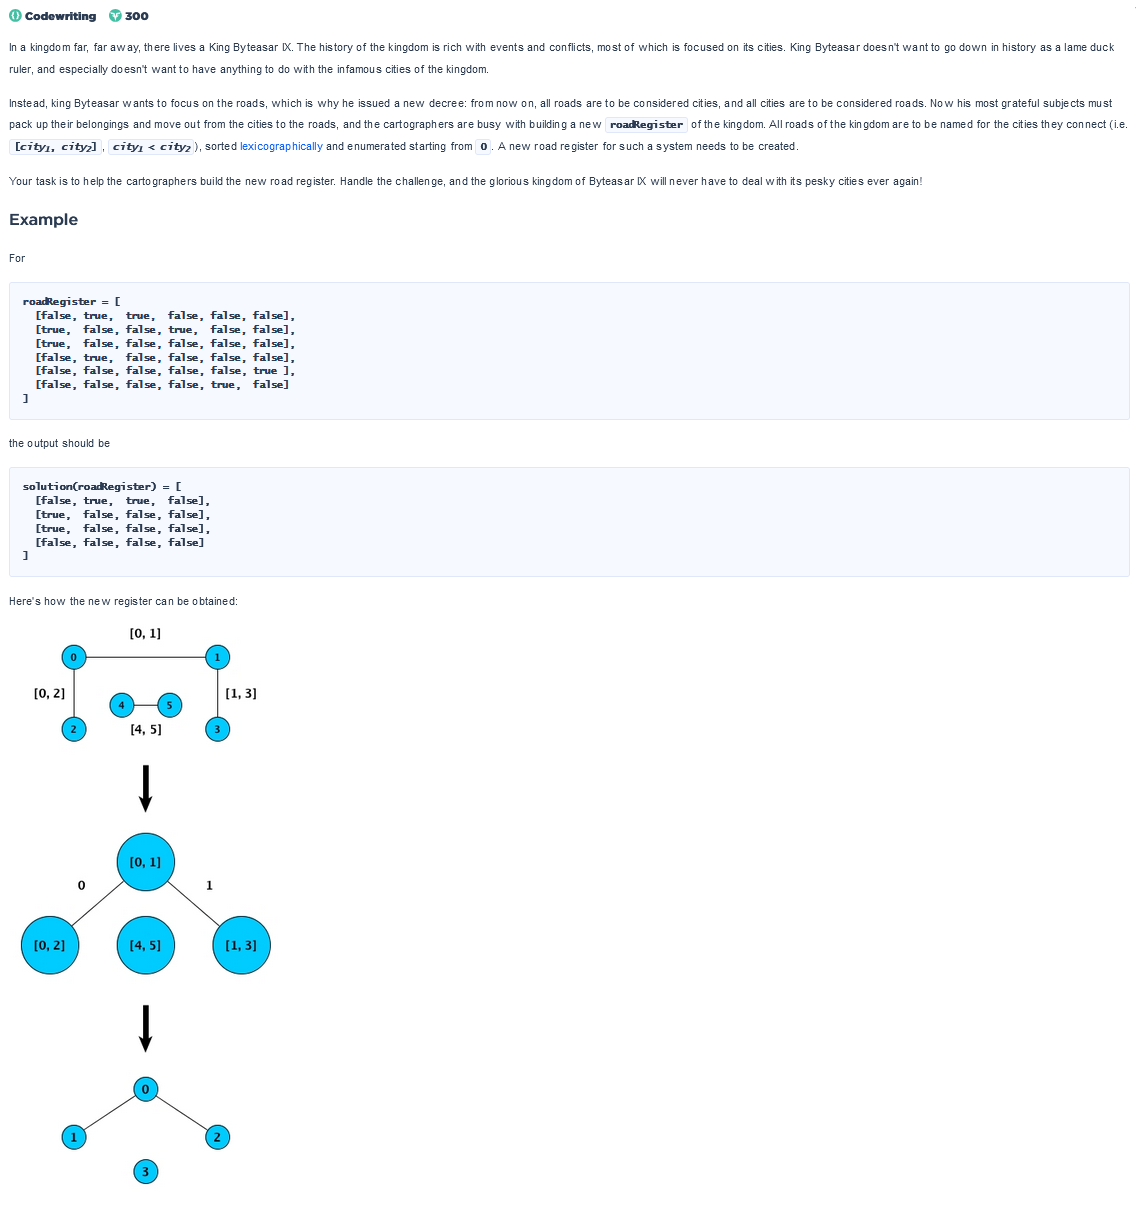 Codewriting 300
In a kingdom far, far away, there lives a King Byteasar IX. The history of the kingdom is rich with events and conflicts, most of which is focused on its cities. King Byteasar doesn't want to go down in history as a lame duck
ruler, and especially doesn't want to have anything to do with the infamous cities of the kingdom.
Instead, king Byteasar wants to focus on the roads, which is why he issued a new decree: from now on, all roads are to be considered cities, and all cities are to be considered roads. Now his most grateful subjects must
pack up their belongings and move out from the cities to the roads, and the cartographers are busy with building a new roadRegister of the kingdom. All roads of the kingdom are to be named for the cities they connect (i.e.
[city1, city2], city1 < city2), sorted lexicographically and enumerated starting from 0. A new road register for such a system needs to be created.
Your task is to help the cartographers build the new road register. Handle the challenge, and the glorious kingdom of Byteasar IX will never have to deal with its pesky cities ever again!
Example
For
roadRegister = [
[false, true, true, false, false, false],
[true, false, false, true, false, false],
[true, false, false, false, false, false],
[false, true, false, false, false, false],
[false, false, false, false, false, true ],
[false, false, false, false, true, false]
]
the output should be
solution(roadRegister) = [
[false, true, true, false],
[true, false, false, false],
[true, false, false, false],
[false, false, false, false]
]
Here's how the new register can be obtained:
[0, 1]
0 1
[0, 2] [1, 3]
4 5
2 [4, 5] 3
[0, 1]
0 1
[0, 2] [4, 5] [1, 3]
0
1 2
3